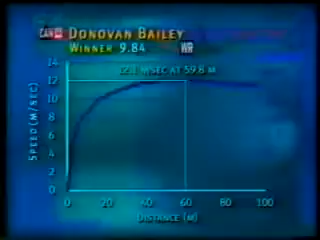 CAN DONOVAN BAILEY
WINNER 9.84 WR
12.1 M/SEC AT 59.8 M
SPEED (M/SEC)
14
12
10
8
6
4
2
0
0 20 40 60 80 100
DISTANCE (M)